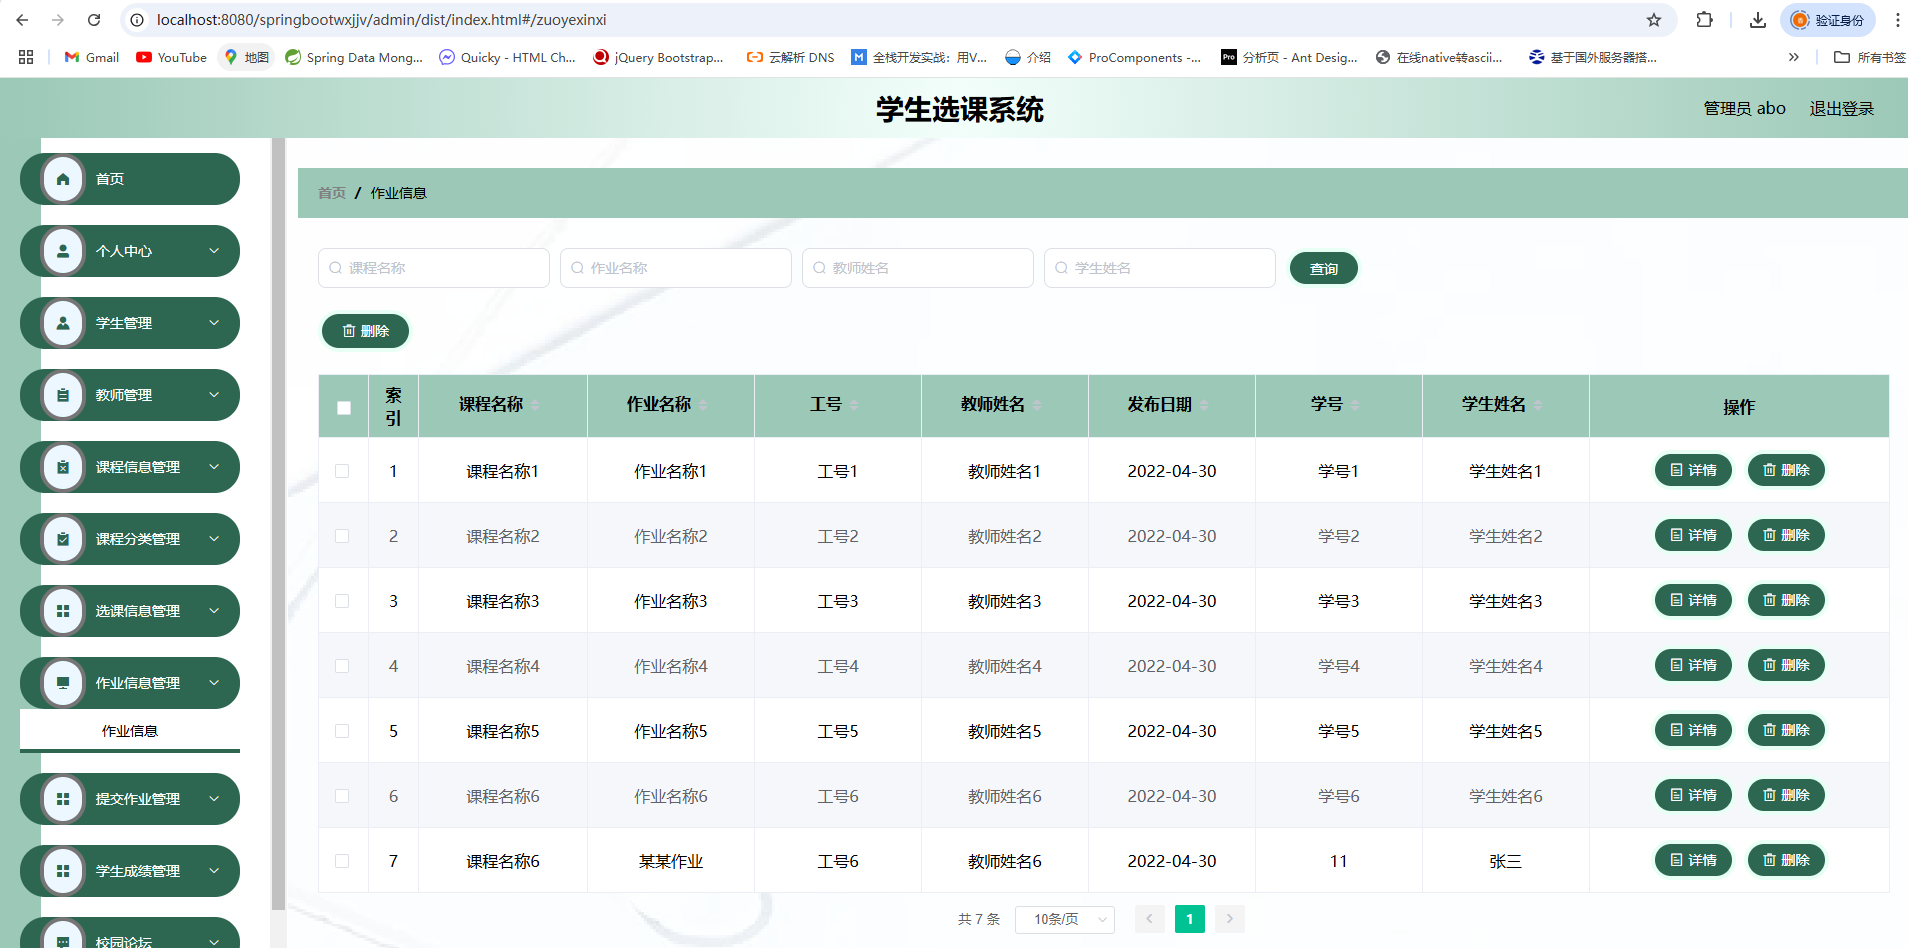 localhost:8080/springbootwxjjv/admin/dist/index.html#/zuoyexinxi
验证身份
Gmail YouTube 地图 Spring Data Mong... Quicky - HTML Ch... jQuery Bootstrap... 云解析 DNS 全栈开发实战：用V... 介绍 ProComponents -... 分析页 - Ant Desig... 在线native转ascii... 基于国外服务器搭... 所有书签
学生选课系统
管理员 abo 退出登录
首页
个人中心
学生管理
教师管理
课程信息管理
课程分类管理
选课信息管理
作业信息管理
作业信息
提交作业管理
学生成绩管理
校园论坛
首页 / 作业信息
课程名称 作业名称 教师姓名 学生姓名 查询
删除
索引 课程名称 作业名称 工号 教师姓名 发布日期 学号 学生姓名 操作
1 课程名称1 作业名称1 工号1 教师姓名1 2022-04-30 学号1 学生姓名1 详情 删除
2 课程名称2 作业名称2 工号2 教师姓名2 2022-04-30 学号2 学生姓名2 详情 删除
3 课程名称3 作业名称3 工号3 教师姓名3 2022-04-30 学号3 学生姓名3 详情 删除
4 课程名称4 作业名称4 工号4 教师姓名4 2022-04-30 学号4 学生姓名4 详情 删除
5 课程名称5 作业名称5 工号5 教师姓名5 2022-04-30 学号5 学生姓名5 详情 删除
6 课程名称6 作业名称6 工号6 教师姓名6 2022-04-30 学号6 学生姓名6 详情 删除
7 课程名称6 某某作业 工号6 教师姓名6 2022-04-30 11 张三 详情 删除
共 7 条 10条/页 1